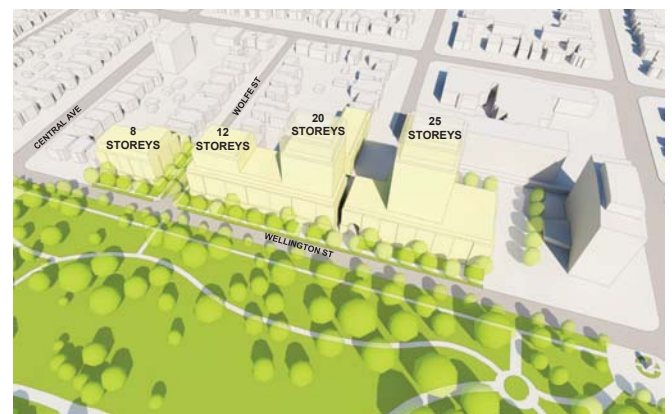 CENTRAL AVE
8
STOREYS
WOLFE ST
12
STOREYS
20
STOREYS
25
STOREYS
WELLINGTON ST